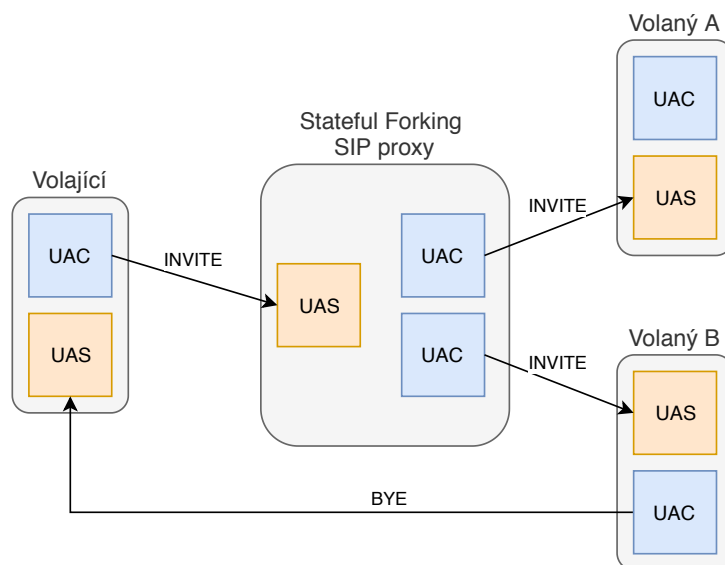 Volaný A
UAC
UAS
Stateful Forking
SIP proxy
Volající
UAC
UAS
INVITE
UAS
UAC
UAC
INVITE
INVITE
Volaný B
UAS
UAC
BYE